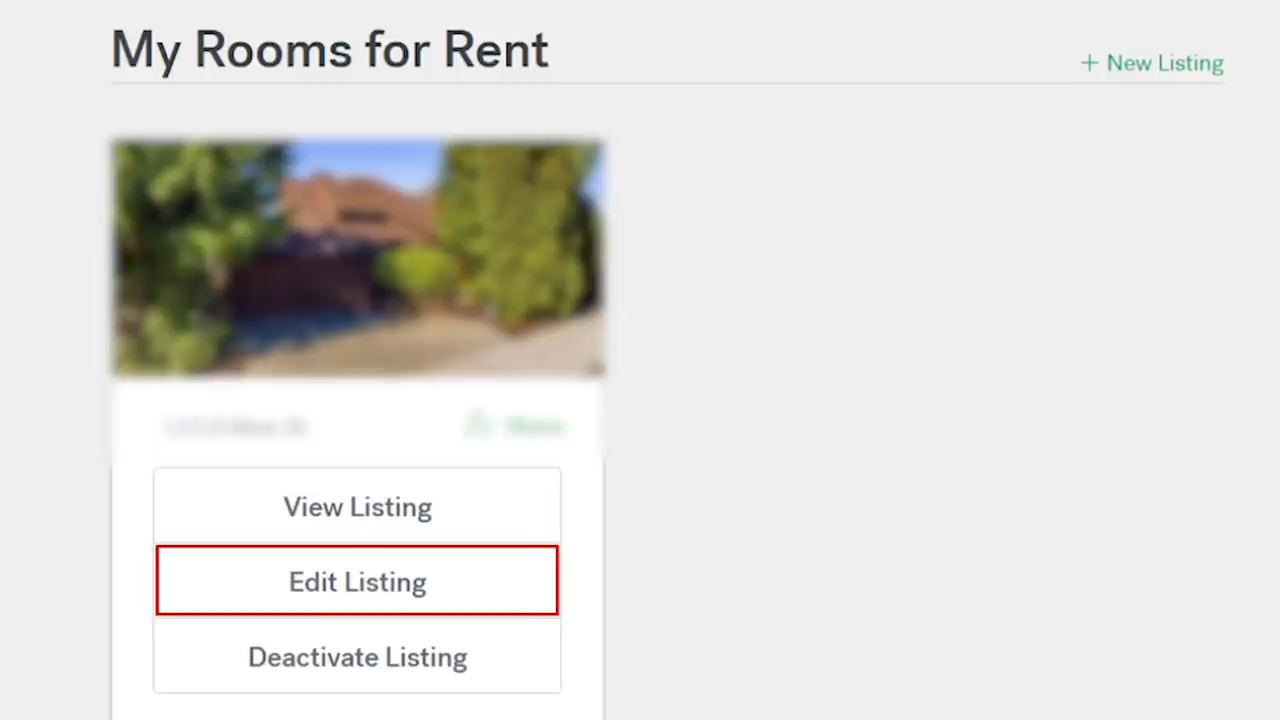 My Rooms for Rent
+ New Listing
View Listing
Edit Listing
Deactivate Listing